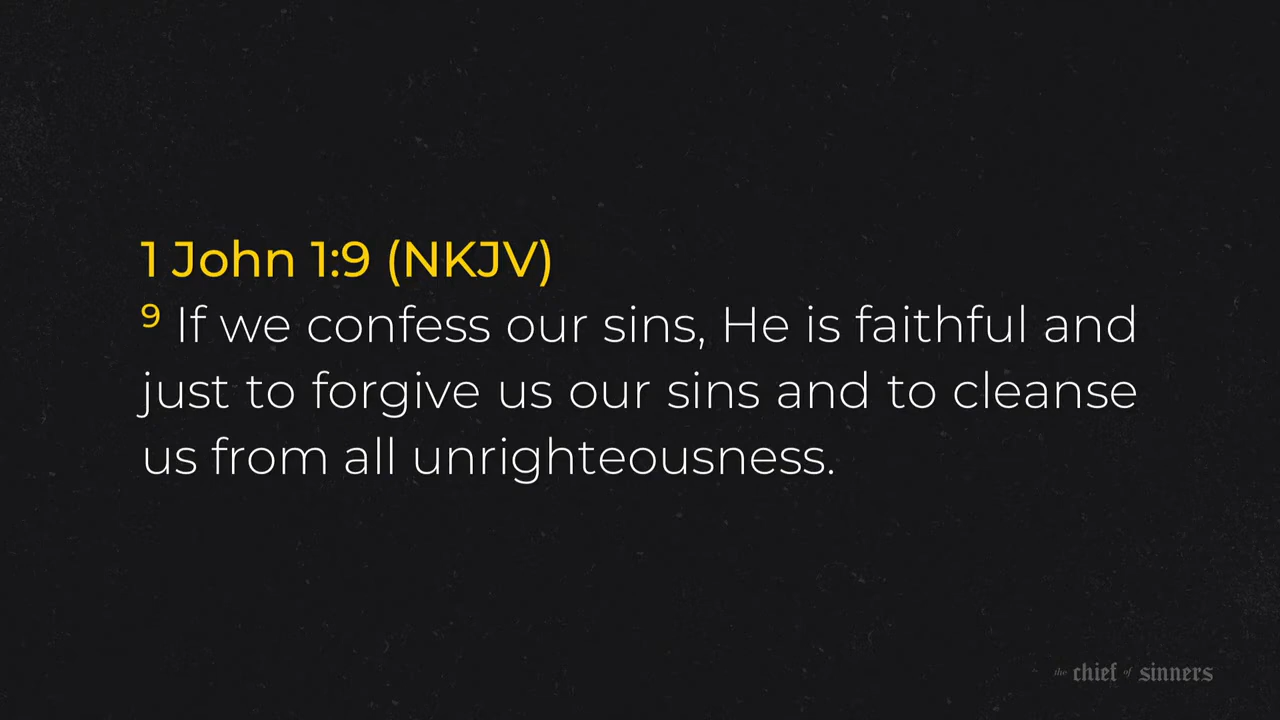 1 John 1:9 (NKJV)
9 If we confess our sins, He is faithful and
just to forgive us our sins and to cleanse
us from all unrighteousness.
the chief of sinners